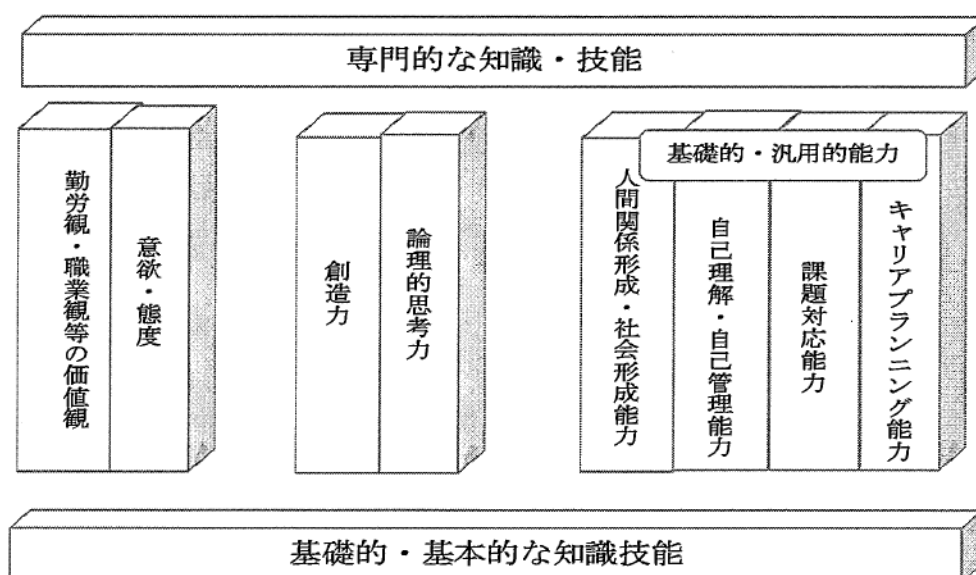 専門的な知識・技能
勤労観・職業観等の価値観
意欲・態度
創造力
論理的思考力
基礎的・汎用的能力
人間関係形成・社会形成能力
自己理解・自己管理能力
課題対応能力
キャリアプランニング能力
基礎的・基本的な知識技能